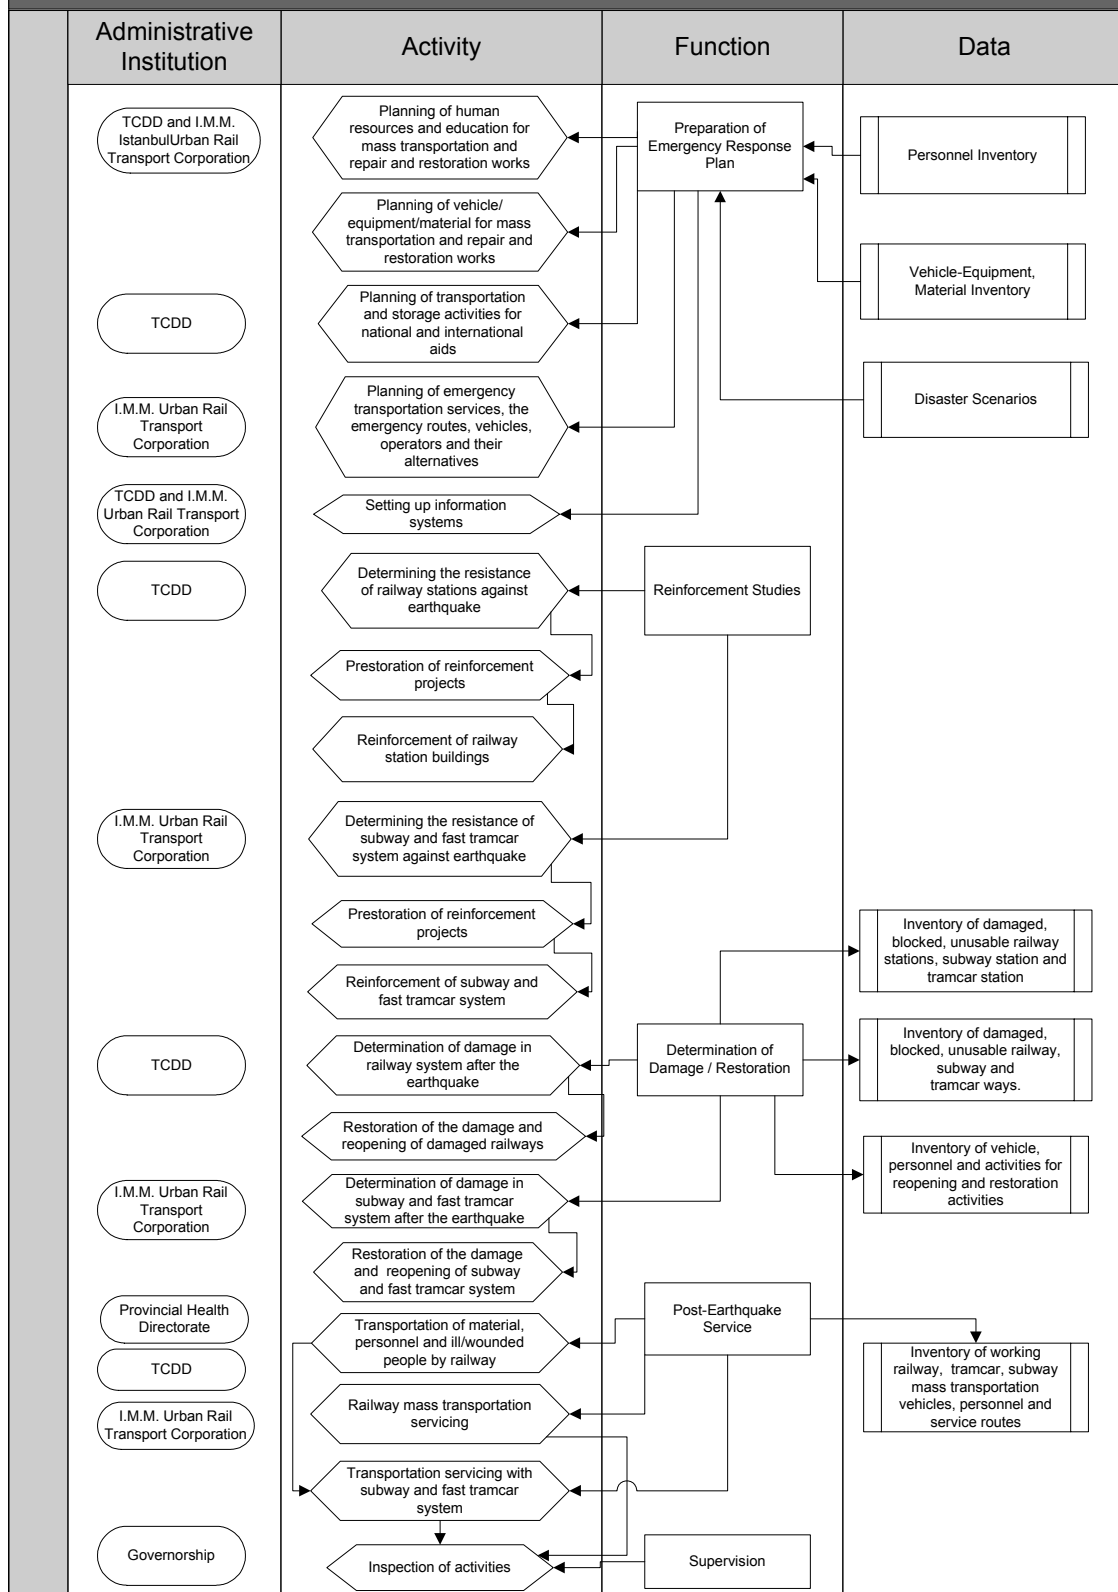 Administrative
Institution
Activity
Function
Data
TCDD and I.M.M.
IstanbulUrban Rail
Transport Corporation
Planning of human
resources and education for
mass transportation and
repair and restoration works
Preparation of
Emergency Response
Plan
Personnel Inventory
Planning of vehicle/
equipment/material for mass
transportation and repair and
restoration works
Vehicle-Equipment,
Material Inventory
TCDD
Planning of transportation
and storage activities for
national and international
aids
Disaster Scenarios
I.M.M. Urban Rail
Transport
Corporation
Planning of emergency
transportation services, the
emergency routes, vehicles,
operators and their
alternatives
TCDD and I.M.M.
Urban Rail Transport
Corporation
Setting up information
systems
TCDD
Determining the resistance
of railway stations against
earthquake
Reinforcement Studies
Prestoration of reinforcement
projects
Reinforcement of railway
station buildings
I.M.M. Urban Rail
Transport
Corporation
Determining the resistance of
subway and fast tramcar
system against earthquake
Prestoration of reinforcement
projects
Inventory of damaged,
blocked, unusable railway
stations, subway station and
tramcar station
Reinforcement of subway and
fast tramcar system
TCDD
Determination of damage in
railway system after the
earthquake
Determination of
Damage / Restoration
Inventory of damaged,
blocked, unusable railway,
subway and
tramcar ways.
Restoration of the damage and
reopening of damaged railways
Inventory of vehicle,
personnel and activities for
reopening and restoration
activities
I.M.M. Urban Rail
Transport
Corporation
Determination of damage in
subway and fast tramcar
system after the earthquake
Restoration of the damage
and reopening of subway
and fast tramcar system
Provincial Health
Directorate
Transportation of material,
personnel and ill/wounded
people by railway
Post-Earthquake
Service
TCDD
Inventory of working
railway, tramcar, subway
mass transportation
vehicles, personnel and
service routes
I.M.M. Urban Rail
Transport Corporation
Railway mass transportation
servicing
Transportation servicing with
subway and fast tramcar
system
Governorship
Inspection of activities
Supervision